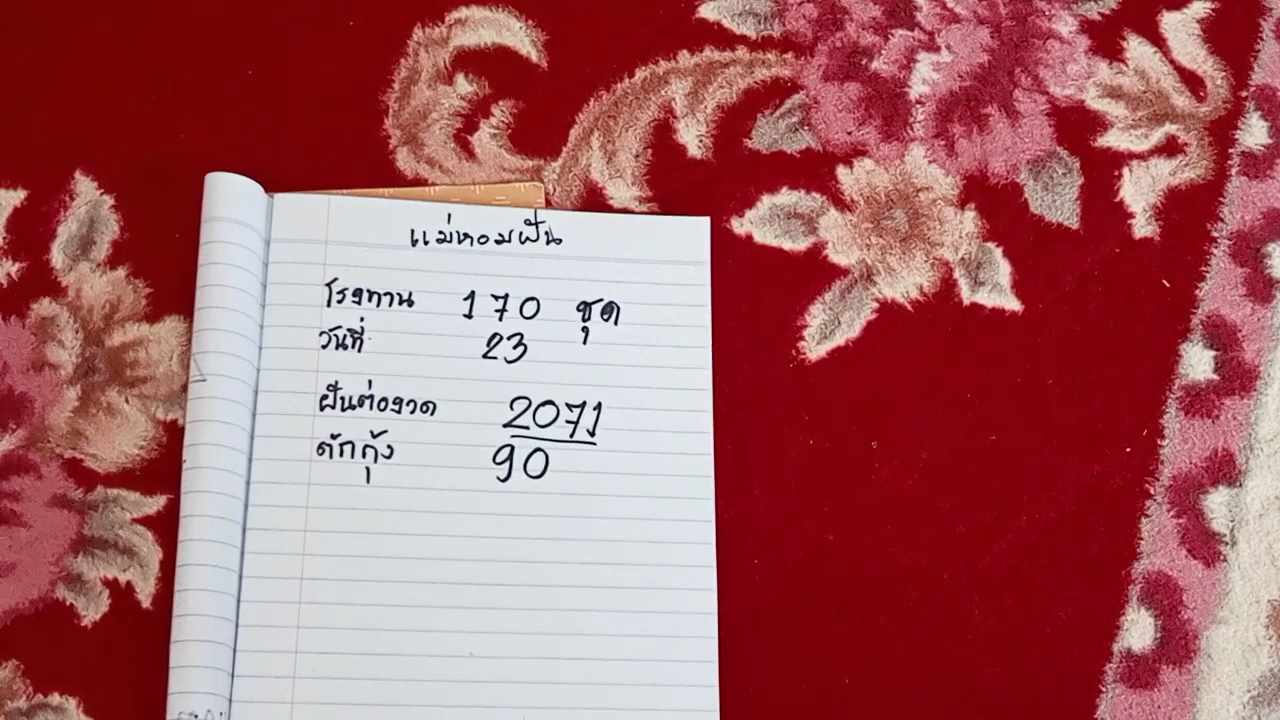 แม่หอมฝัน
โรงทาน 170 ชุด
วันที่ 23
ฝันต่องวด 2071
ตักกุ้ง 90